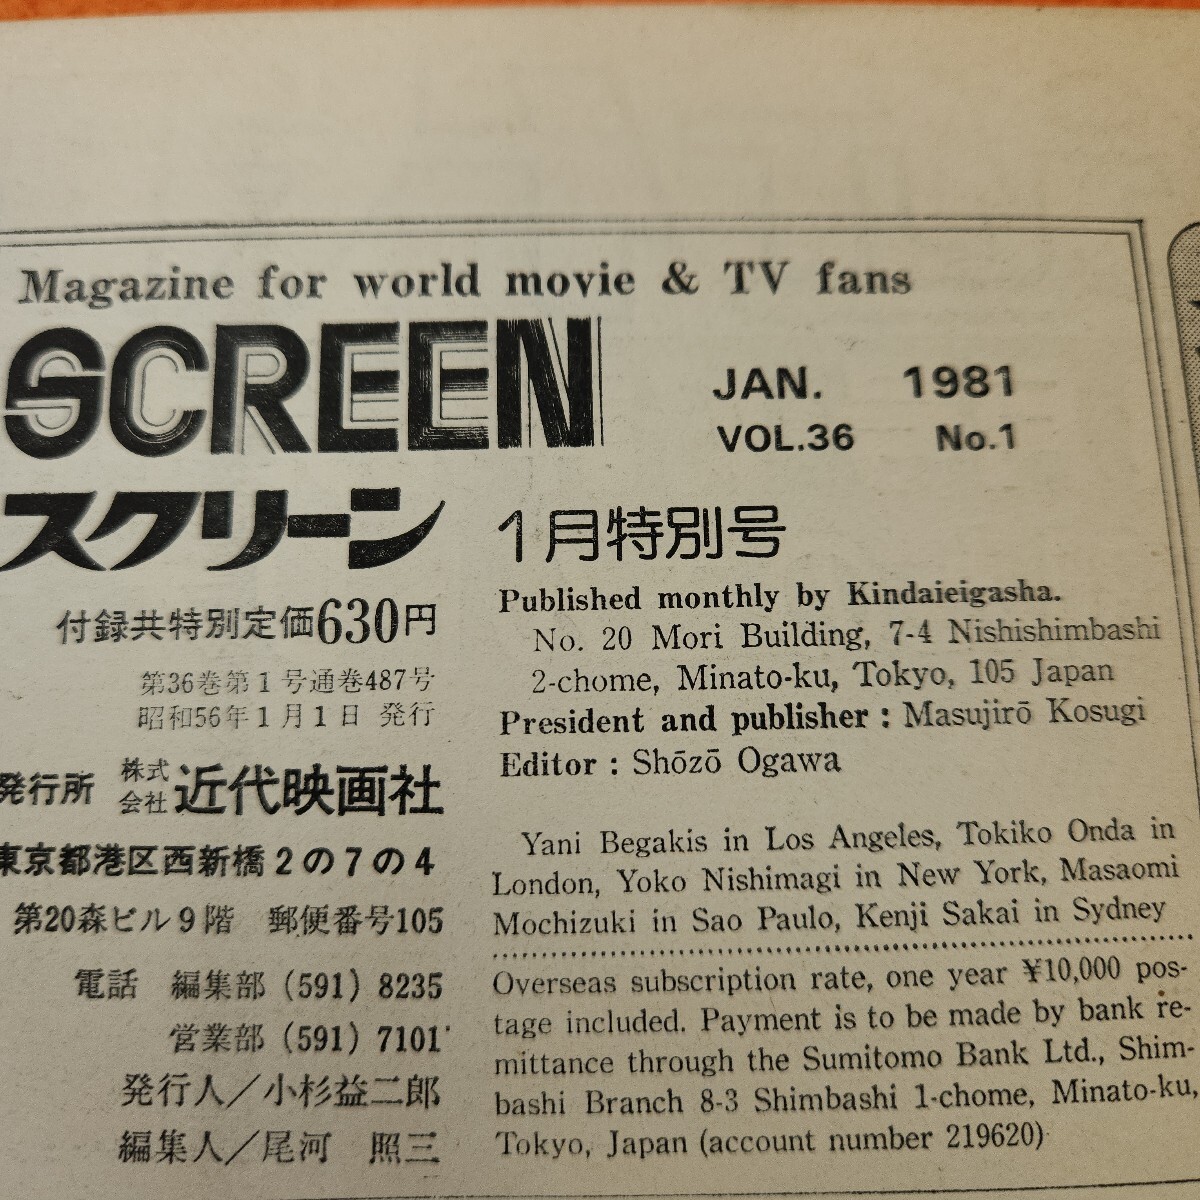 Magazine for world movie & TV fans
SCREEN
JAN. 1981
VOL.36 No.1
スクリーン
1月特別号
付録共特別定価630円
第36巻第1号通巻487号
昭和56年1月1日 発行
発行所 株式会社 近代映画社
東京都港区西新橋2の7の4
第20森ビル9階 郵便番号105
電話 編集部 (591) 8235
営業部 (591) 7101
発行人/小杉益二郎
編集人/尾河 照三
Published monthly by Kindaieigasha.
No. 20 Mori Building, 7-4 Nishishimbashi
2-chome, Minato-ku, Tokyo, 105 Japan
President and publisher : Masujirō Kosugi
Editor : Shōzō Ogawa
Yani Begakis in Los Angeles, Tokiko Onda in
London, Yoko Nishimagi in New York, Masaomi
Mochizuki in Sao Paulo, Kenji Sakai in Sydney
Overseas subscription rate, one year ¥10,000 pos-
tage included. Payment is to be made by bank re-
mittance through the Sumitomo Bank Ltd., Shim-
bashi Branch 8-3 Shimbashi 1-chome, Minato-ku,
Tokyo, Japan (account number 219620)